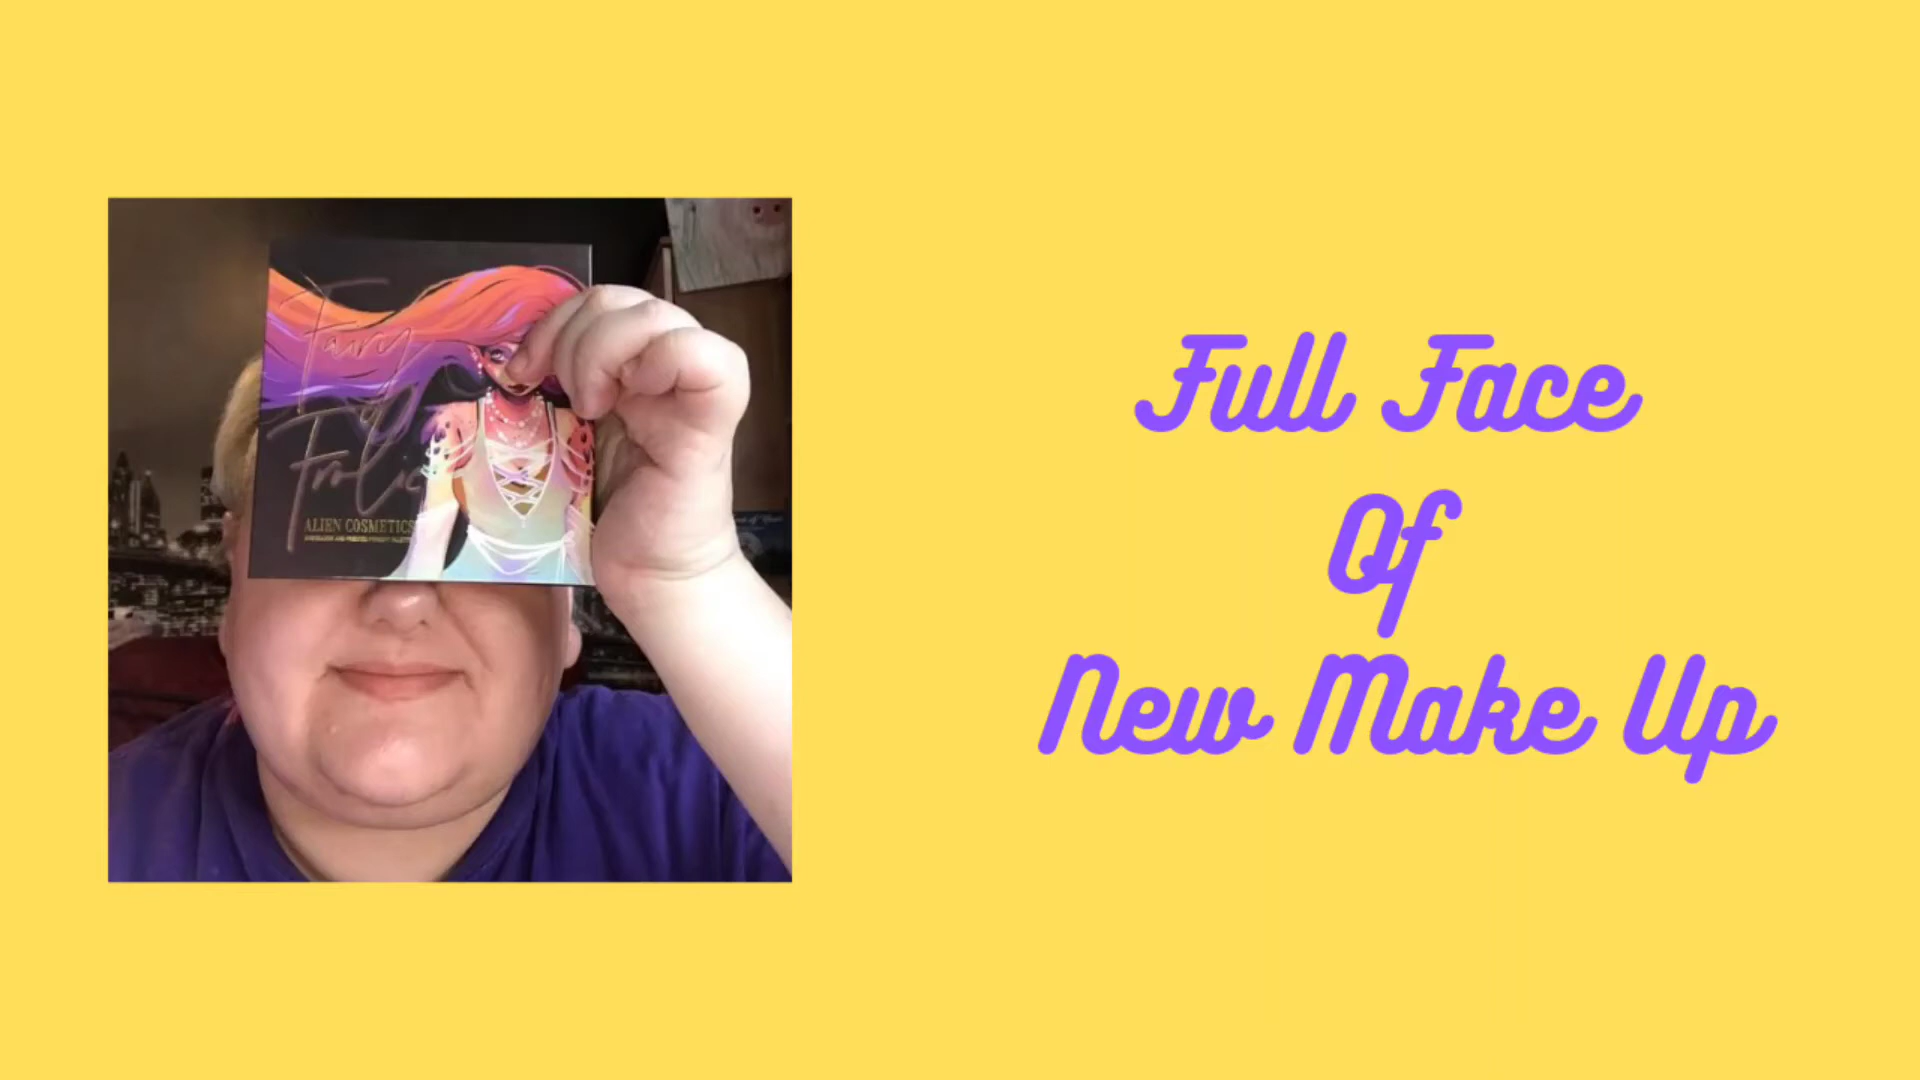 Fairy
Frolic
ALIEN COSMETICS
Full Face
Of
New Make Up